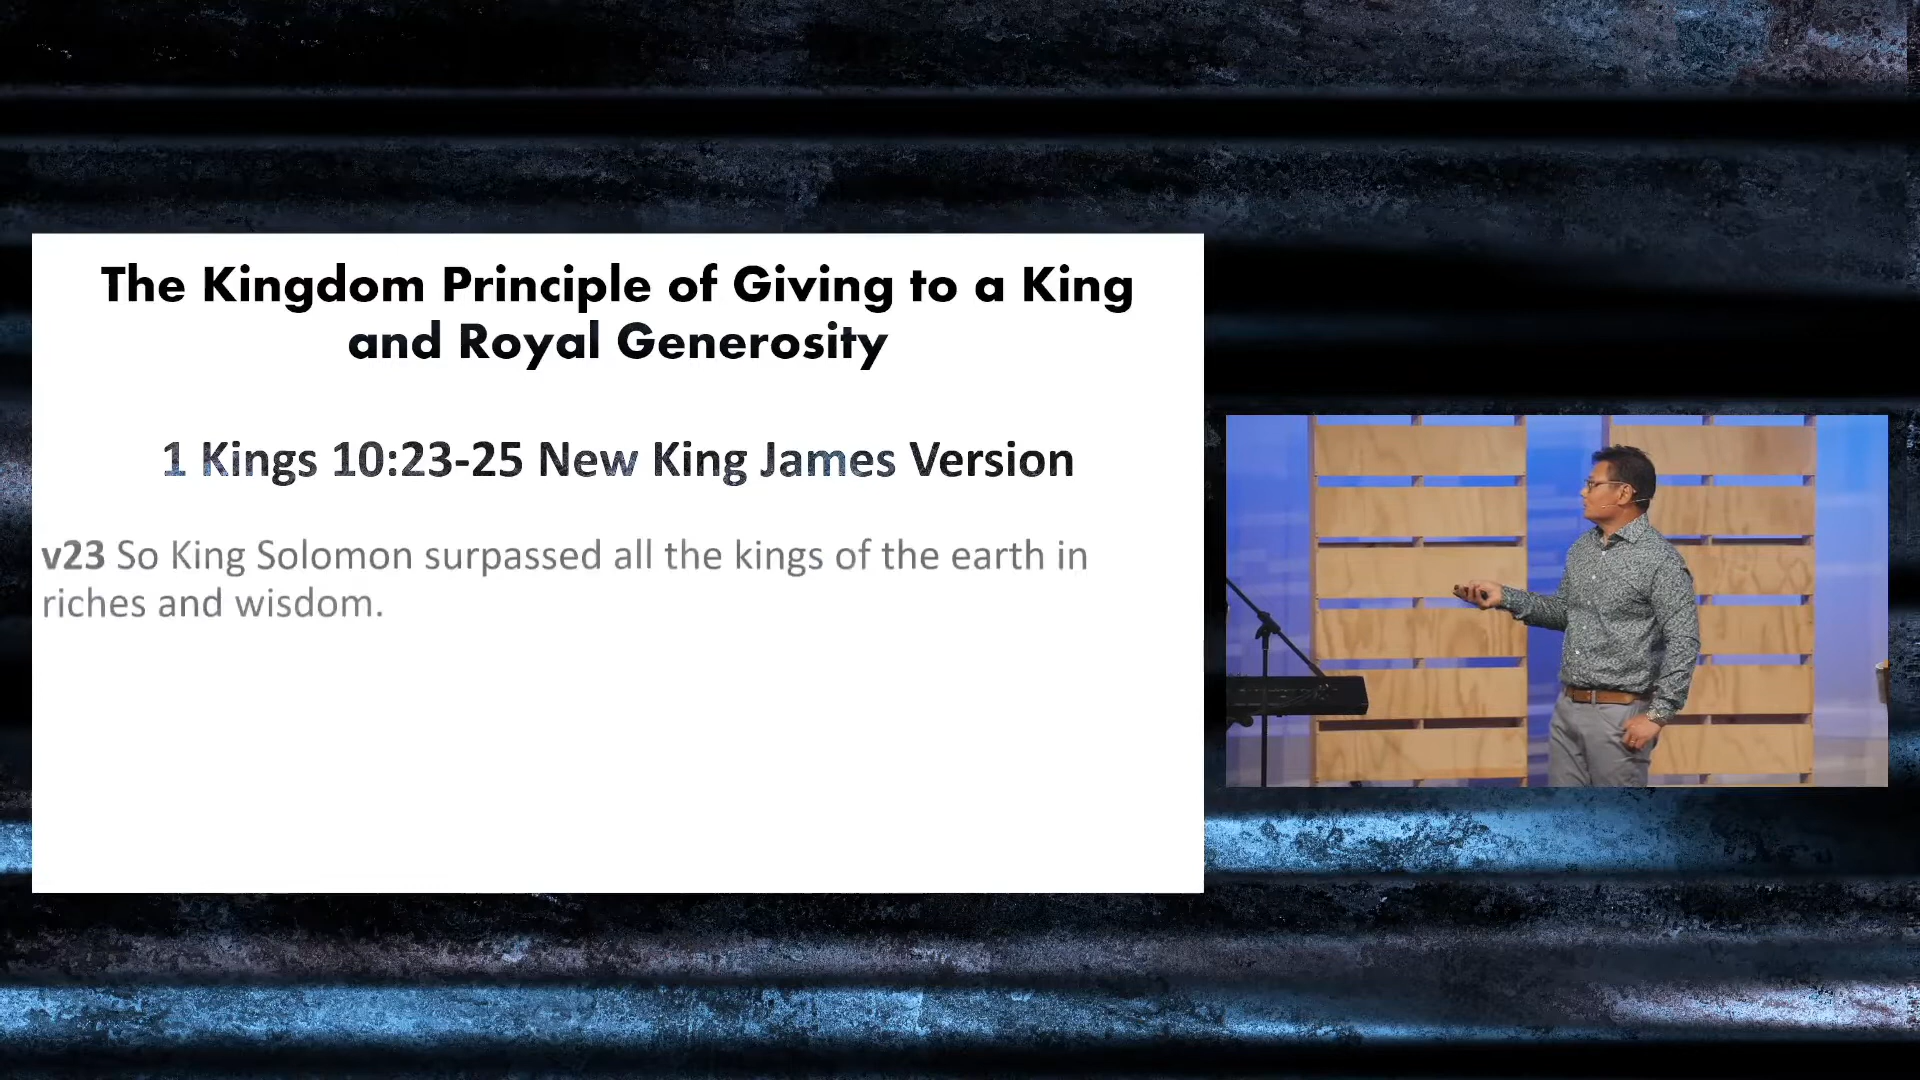 The Kingdom Principle of Giving to a King
and Royal Generosity
1 Kings 10:23-25 New King James Version
v23 So King Solomon surpassed all the kings of the earth in
riches and wisdom.